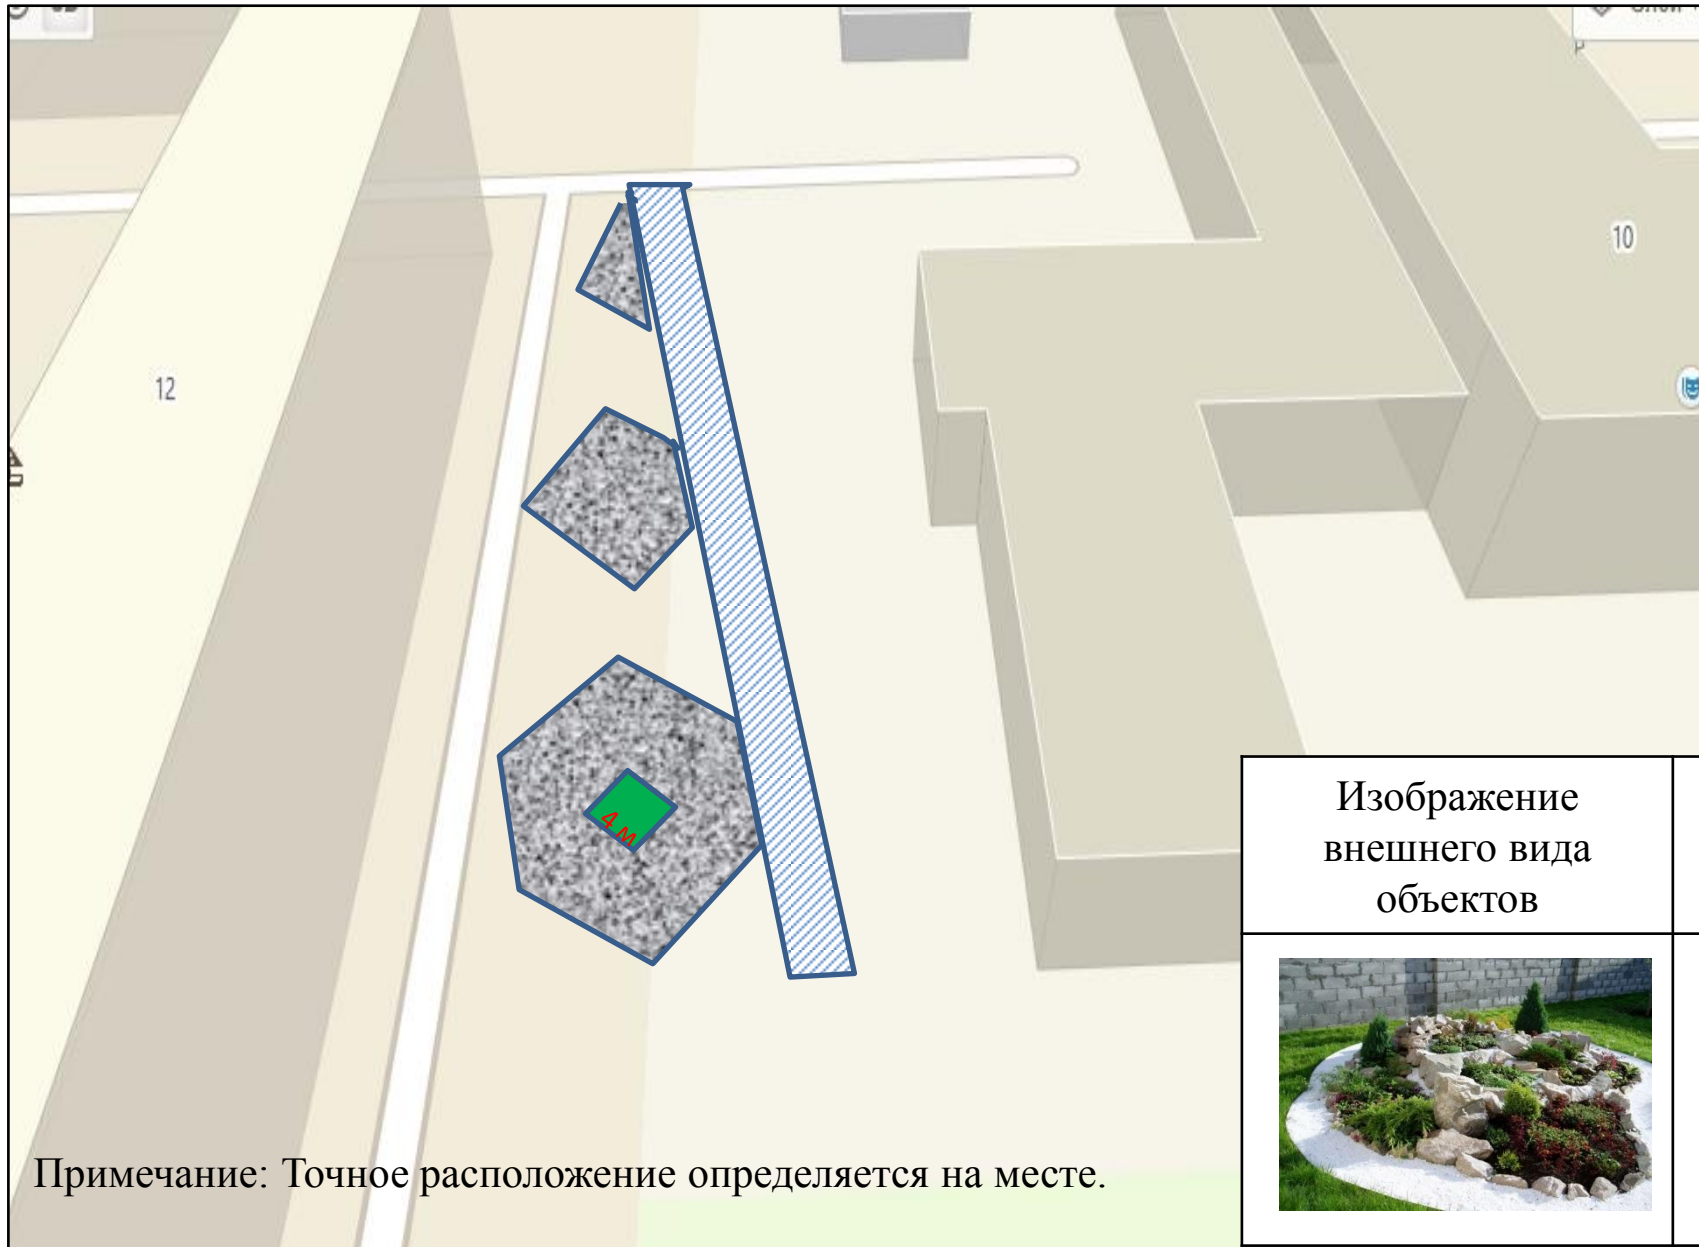 10
12
4 м
Изображение
внешнего вида
объектов
Примечание: Точное расположение определяется на месте.